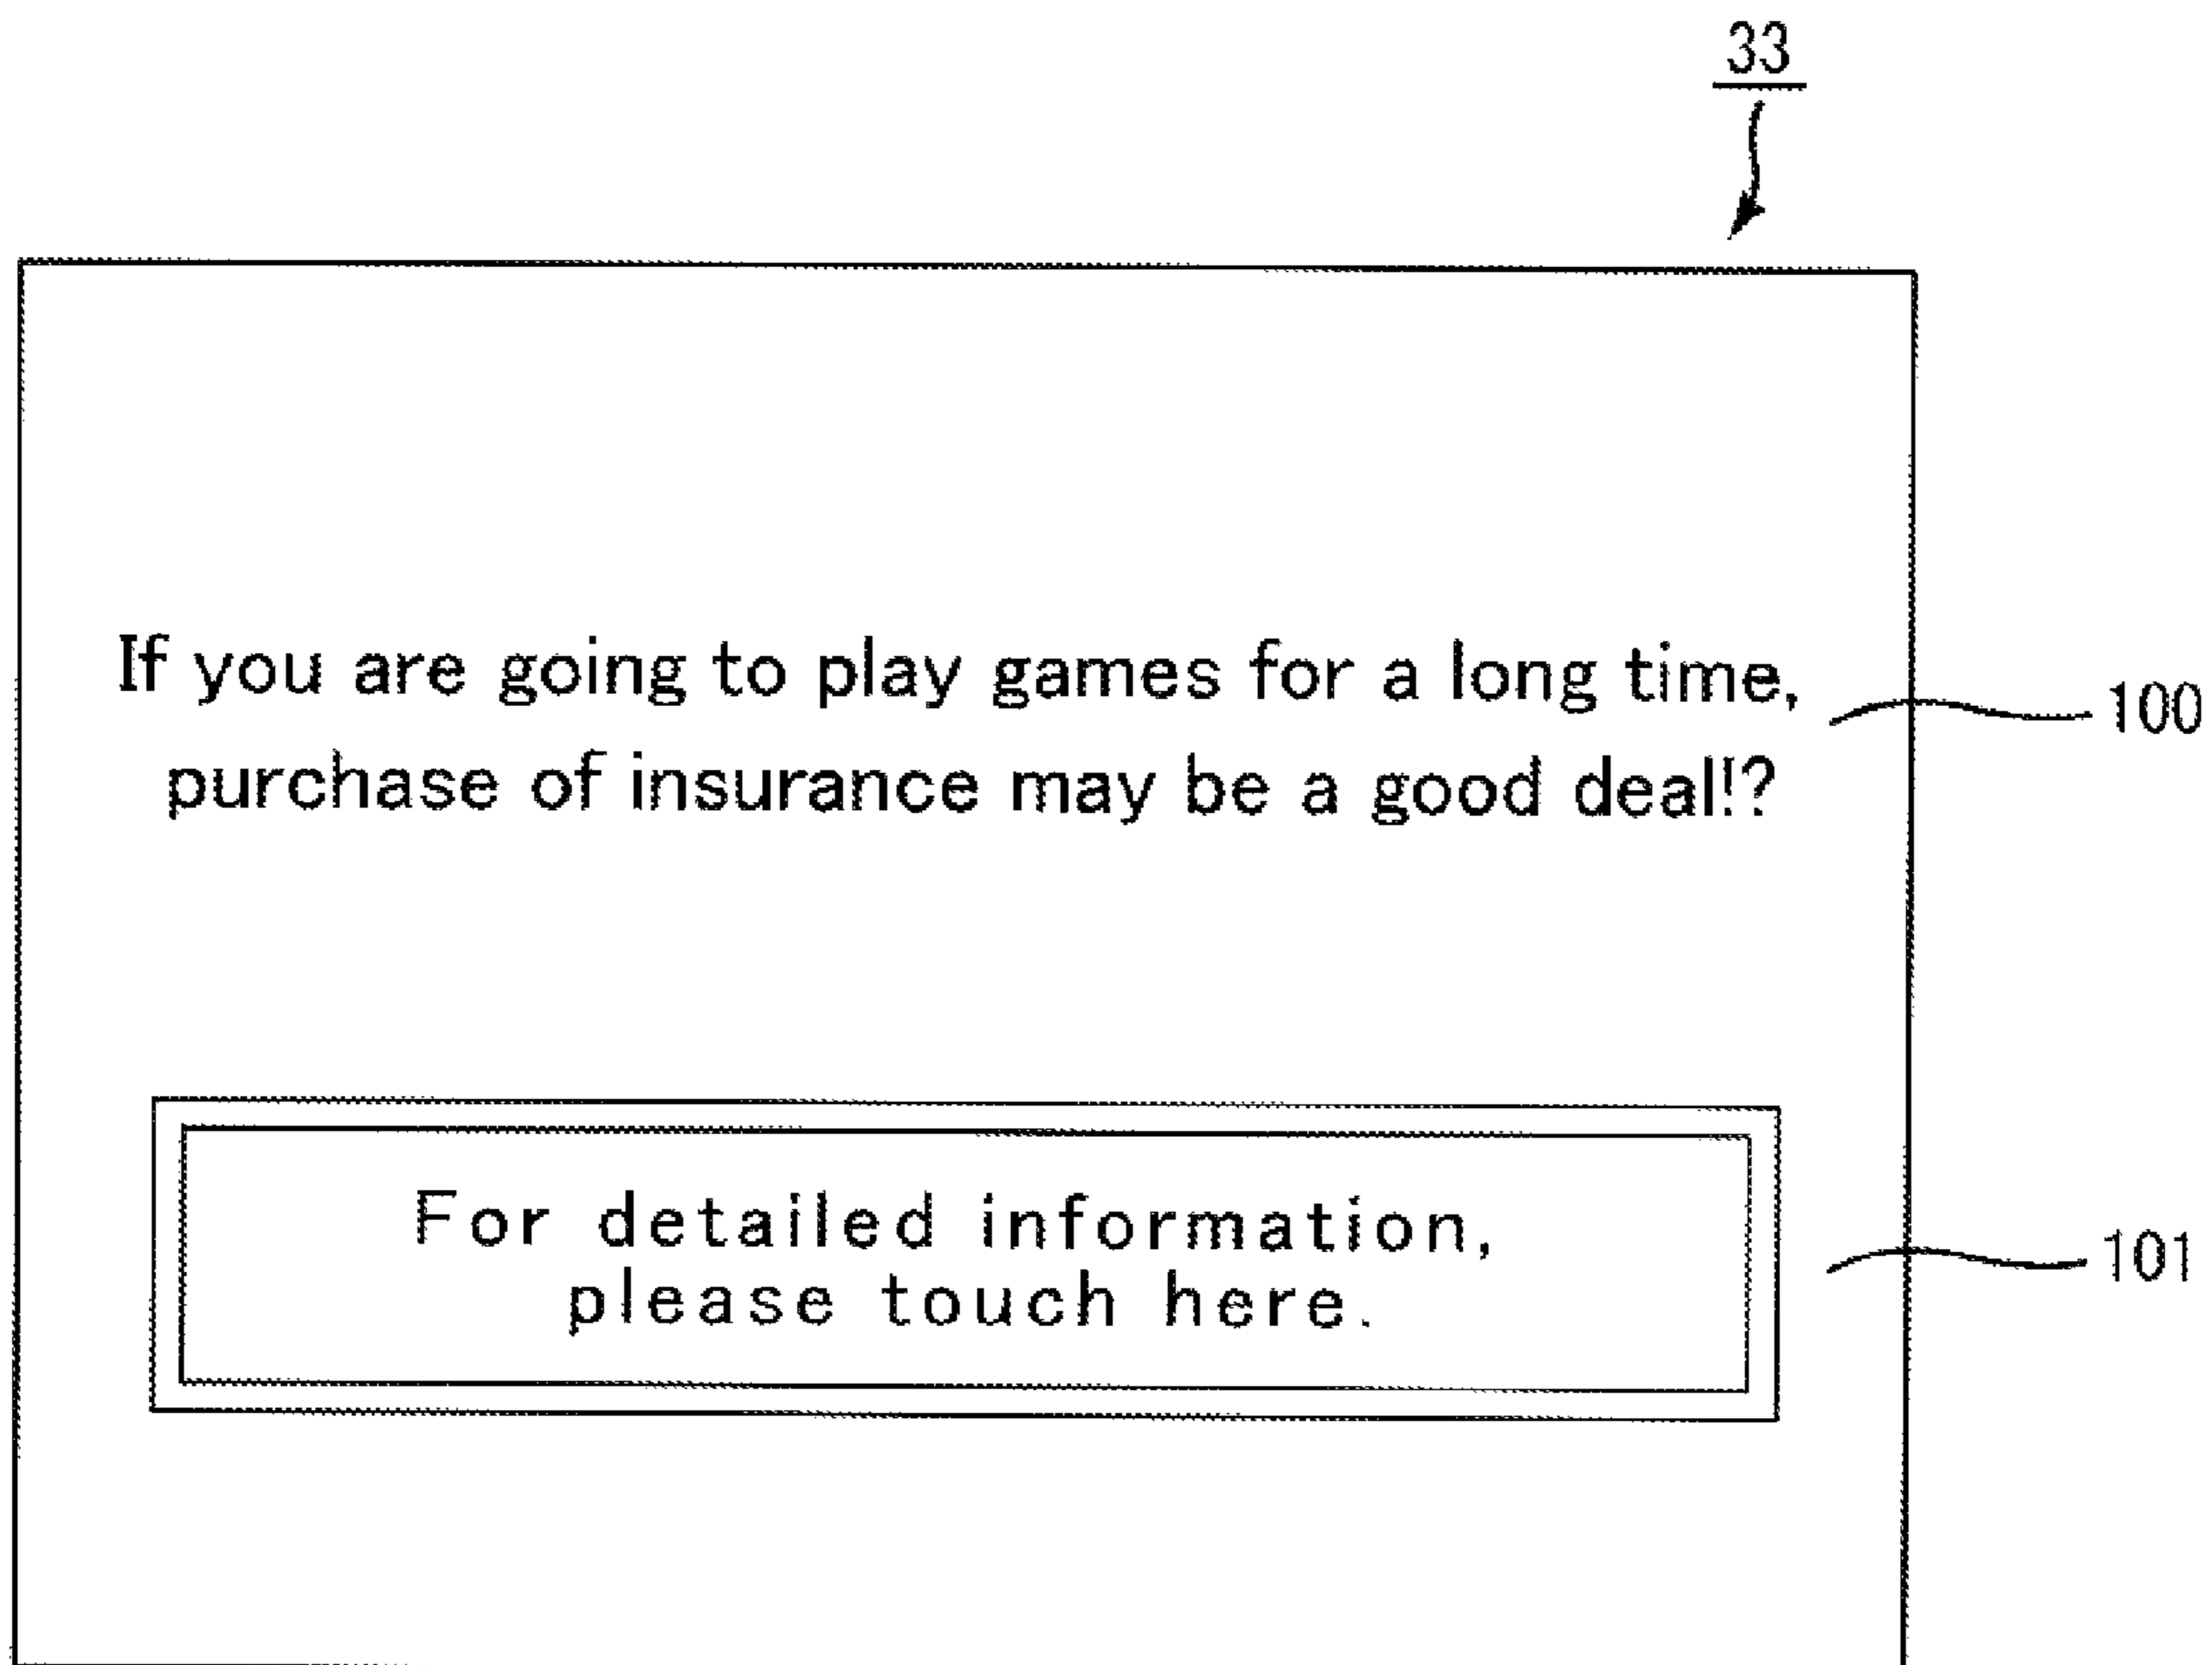 33
If you are going to play games for a long time,
100
purchase of insurance may be a good deal!?
For detailed information,
101
please touch here.